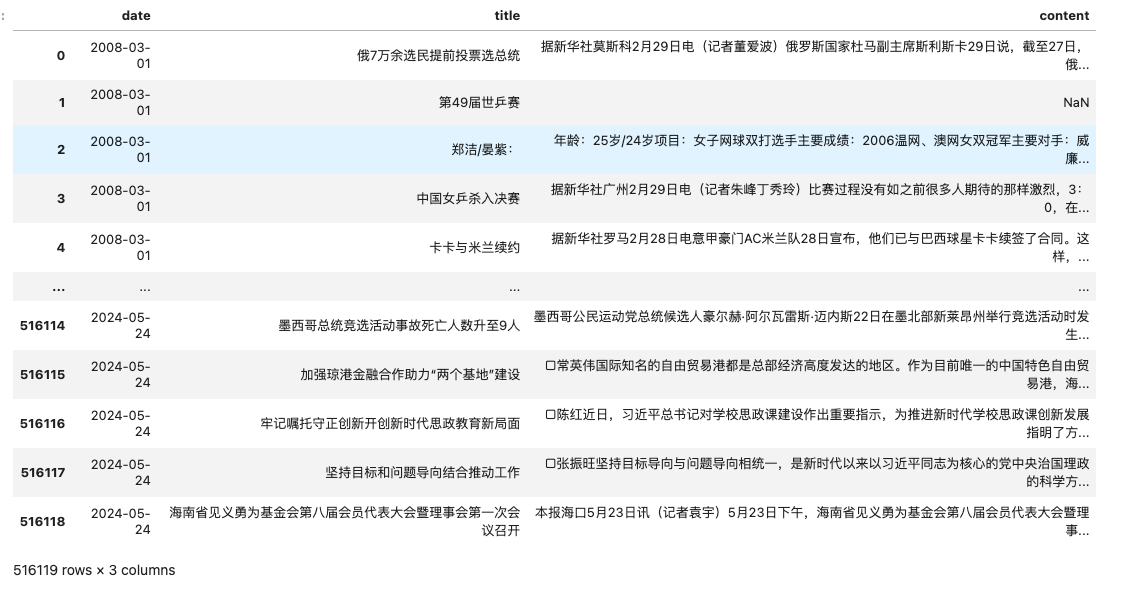 :
date title content
0 2008-03-01 俄7万余选民提前投票选总统 据新华社莫斯科2月29日电（记者董爱波）俄罗斯国家杜马副主席斯利斯卡29日说，截至27日，俄...
1 2008-03-01 第49届世乒赛 NaN
2 2008-03-01 郑洁/晏紫： 年龄：25岁/24岁项目：女子网球双打选手主要成绩：2006温网、澳网女双冠军主要对手：威廉...
3 2008-03-01 中国女乒杀入决赛 据新华社广州2月29日电（记者朱峰丁秀玲）比赛过程没有如之前很多人期待的那样激烈，3：0，在...
4 2008-03-01 卡卡与米兰续约 据新华社罗马2月28日电意甲豪门AC米兰队28日宣布，他们已与巴西球星卡卡续签了合同。这样，...
... ... ... ...
516114 2024-05-24 墨西哥总统竞选活动事故死亡人数升至9人 墨西哥公民运动党总统候选人豪尔赫·阿尔瓦雷斯·迈内斯22日在墨北部新莱昂州举行竞选活动时发生...
516115 2024-05-24 加强琼港金融合作助力“两个基地”建设 □常英伟国际知名的自由贸易港都是总部经济高度发达的地区。作为目前唯一的中国特色自由贸易港，海...
516116 2024-05-24 牢记嘱托守正创新开创新时代思政教育新局面 □陈红近日，习近平总书记对学校思政课建设作出重要指示，为推进新时代学校思政课创新发展指明了方...
516117 2024-05-24 坚持目标和问题导向结合推动工作 □张振旺坚持目标导向与问题导向相统一，是新时代以来以习近平同志为核心的党中央治国理政的科学方...
516118 2024-05-24 海南省见义勇为基金会第八届会员代表大会暨理事会第一次会议召开 本报海口5月23日讯（记者袁宇）5月23日下午，海南省见义勇为基金会第八届会员代表大会暨理事...
516119 rows × 3 columns